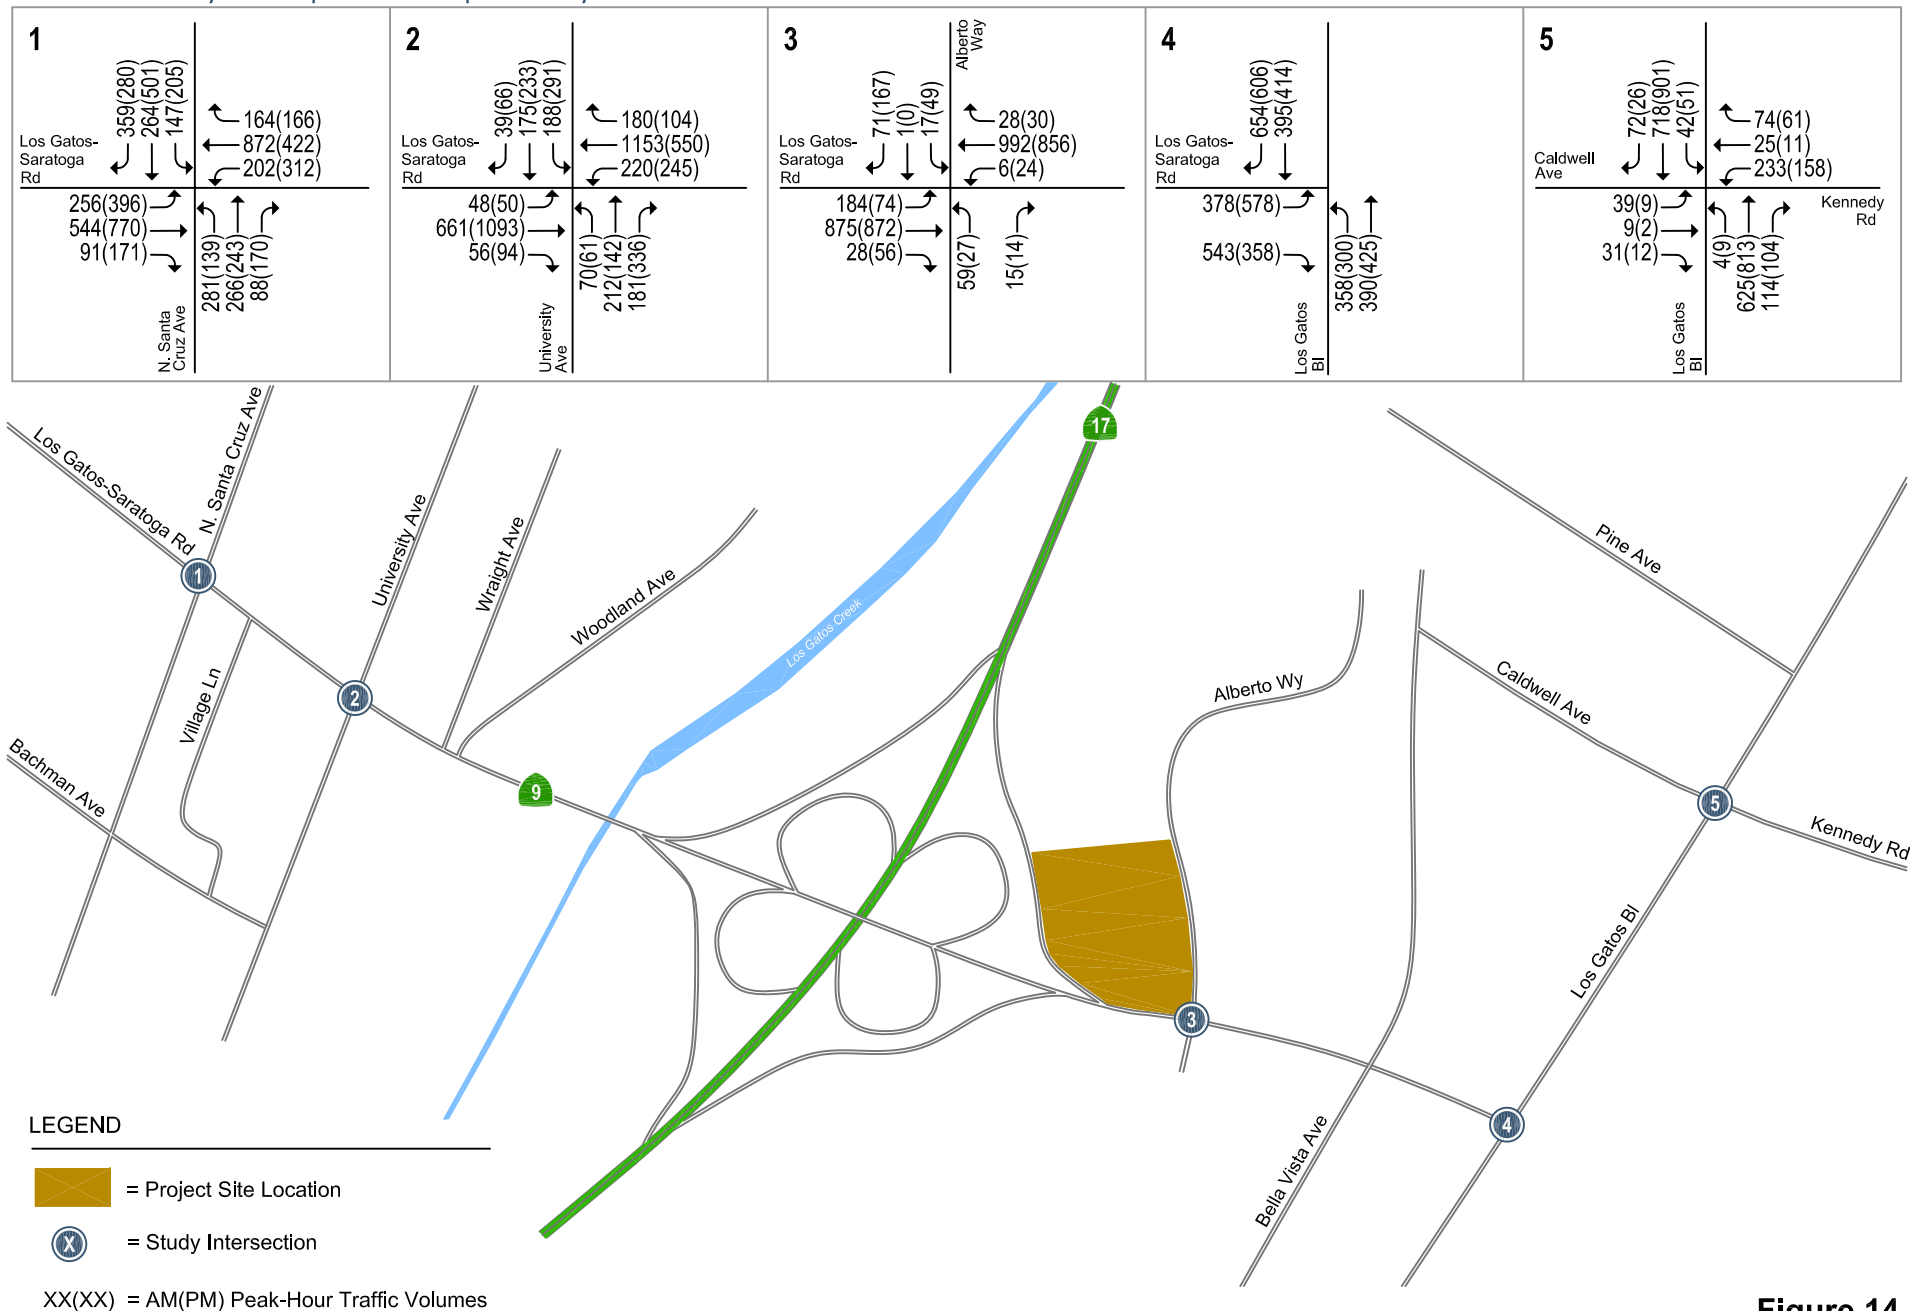 1
359(280)
264(501)
147(205)
164(166)
872(422)
202(312)
Los Gatos-
Saratoga
Rd
256(396)
544(770)
91(171)
281(139)
266(243)
88(170)
N. Santa
Cruz Ave
2
39(66)
175(233)
188(291)
180(104)
1153(550)
220(245)
Los Gatos-
Saratoga
Rd
48(50)
661(1093)
56(94)
70(61)
212(142)
181(336)
University
Ave
3
Alberto
Way
71(167)
1(0)
17(49)
28(30)
992(856)
6(24)
Los Gatos-
Saratoga
Rd
184(74)
875(872)
28(56)
59(27)
15(14)
4
654(606)
395(414)
Los Gatos-
Saratoga
Rd
378(578)
543(358)
358(300)
390(425)
Los Gatos
Bl
5
72(26)
718(901)
42(51)
74(61)
25(11)
233(158)
Caldwell
Ave
Kennedy
Rd
39(9)
9(2)
31(12)
4(9)
625(813)
114(104)
Los Gatos
Bl
Los Gatos-Saratoga Rd
N. Santa Cruz Ave
University Ave
Wraight Ave
Woodland Ave
Los Gatos Creek
17
Pine Ave
1
2
Village Ln
Bachman Ave
9
Alberto Wy
Caldwell Ave
5
Kennedy Rd
Los Gatos Bl
3
4
Bella Vista Ave
LEGEND
= Project Site Location
X = Study Intersection
XX(XX) = AM(PM) Peak-Hour Traffic Volumes
Figure 14